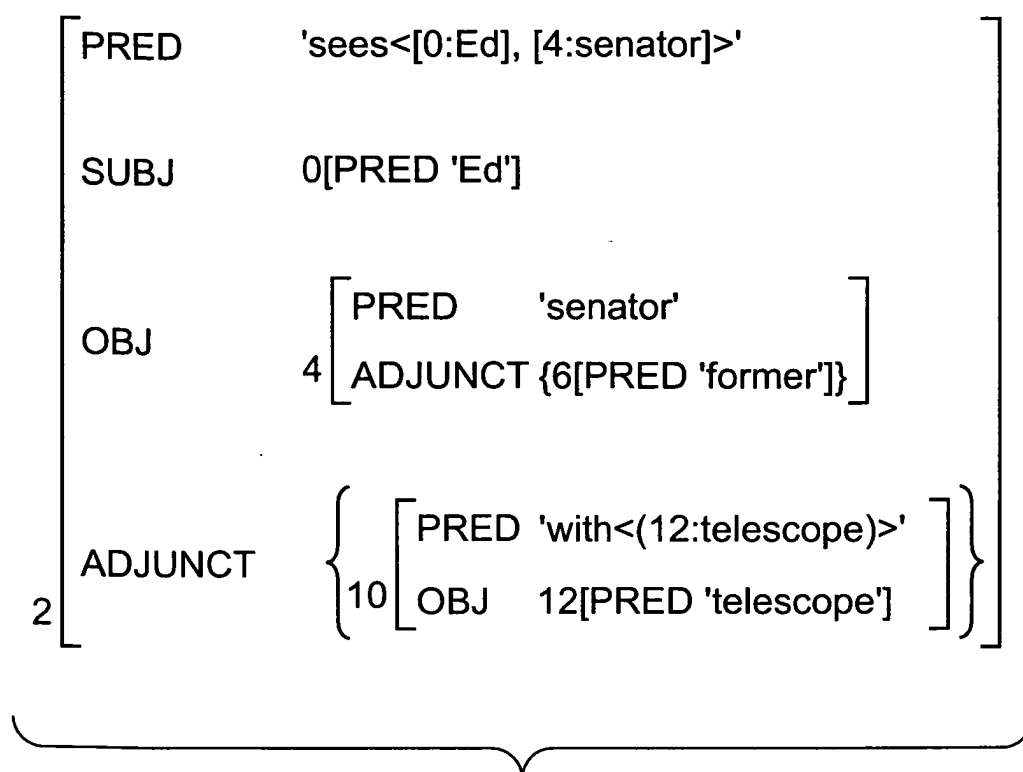 PRED 'sees<[0:Ed], [4:senator]>'
SUBJ 0[PRED 'Ed']
PRED 'senator'
OBJ
4 ADJUNCT {6[PRED 'former']}
PRED 'with<(12:telescope)>'
ADJUNCT
10 OBJ 12[PRED 'telescope']
2